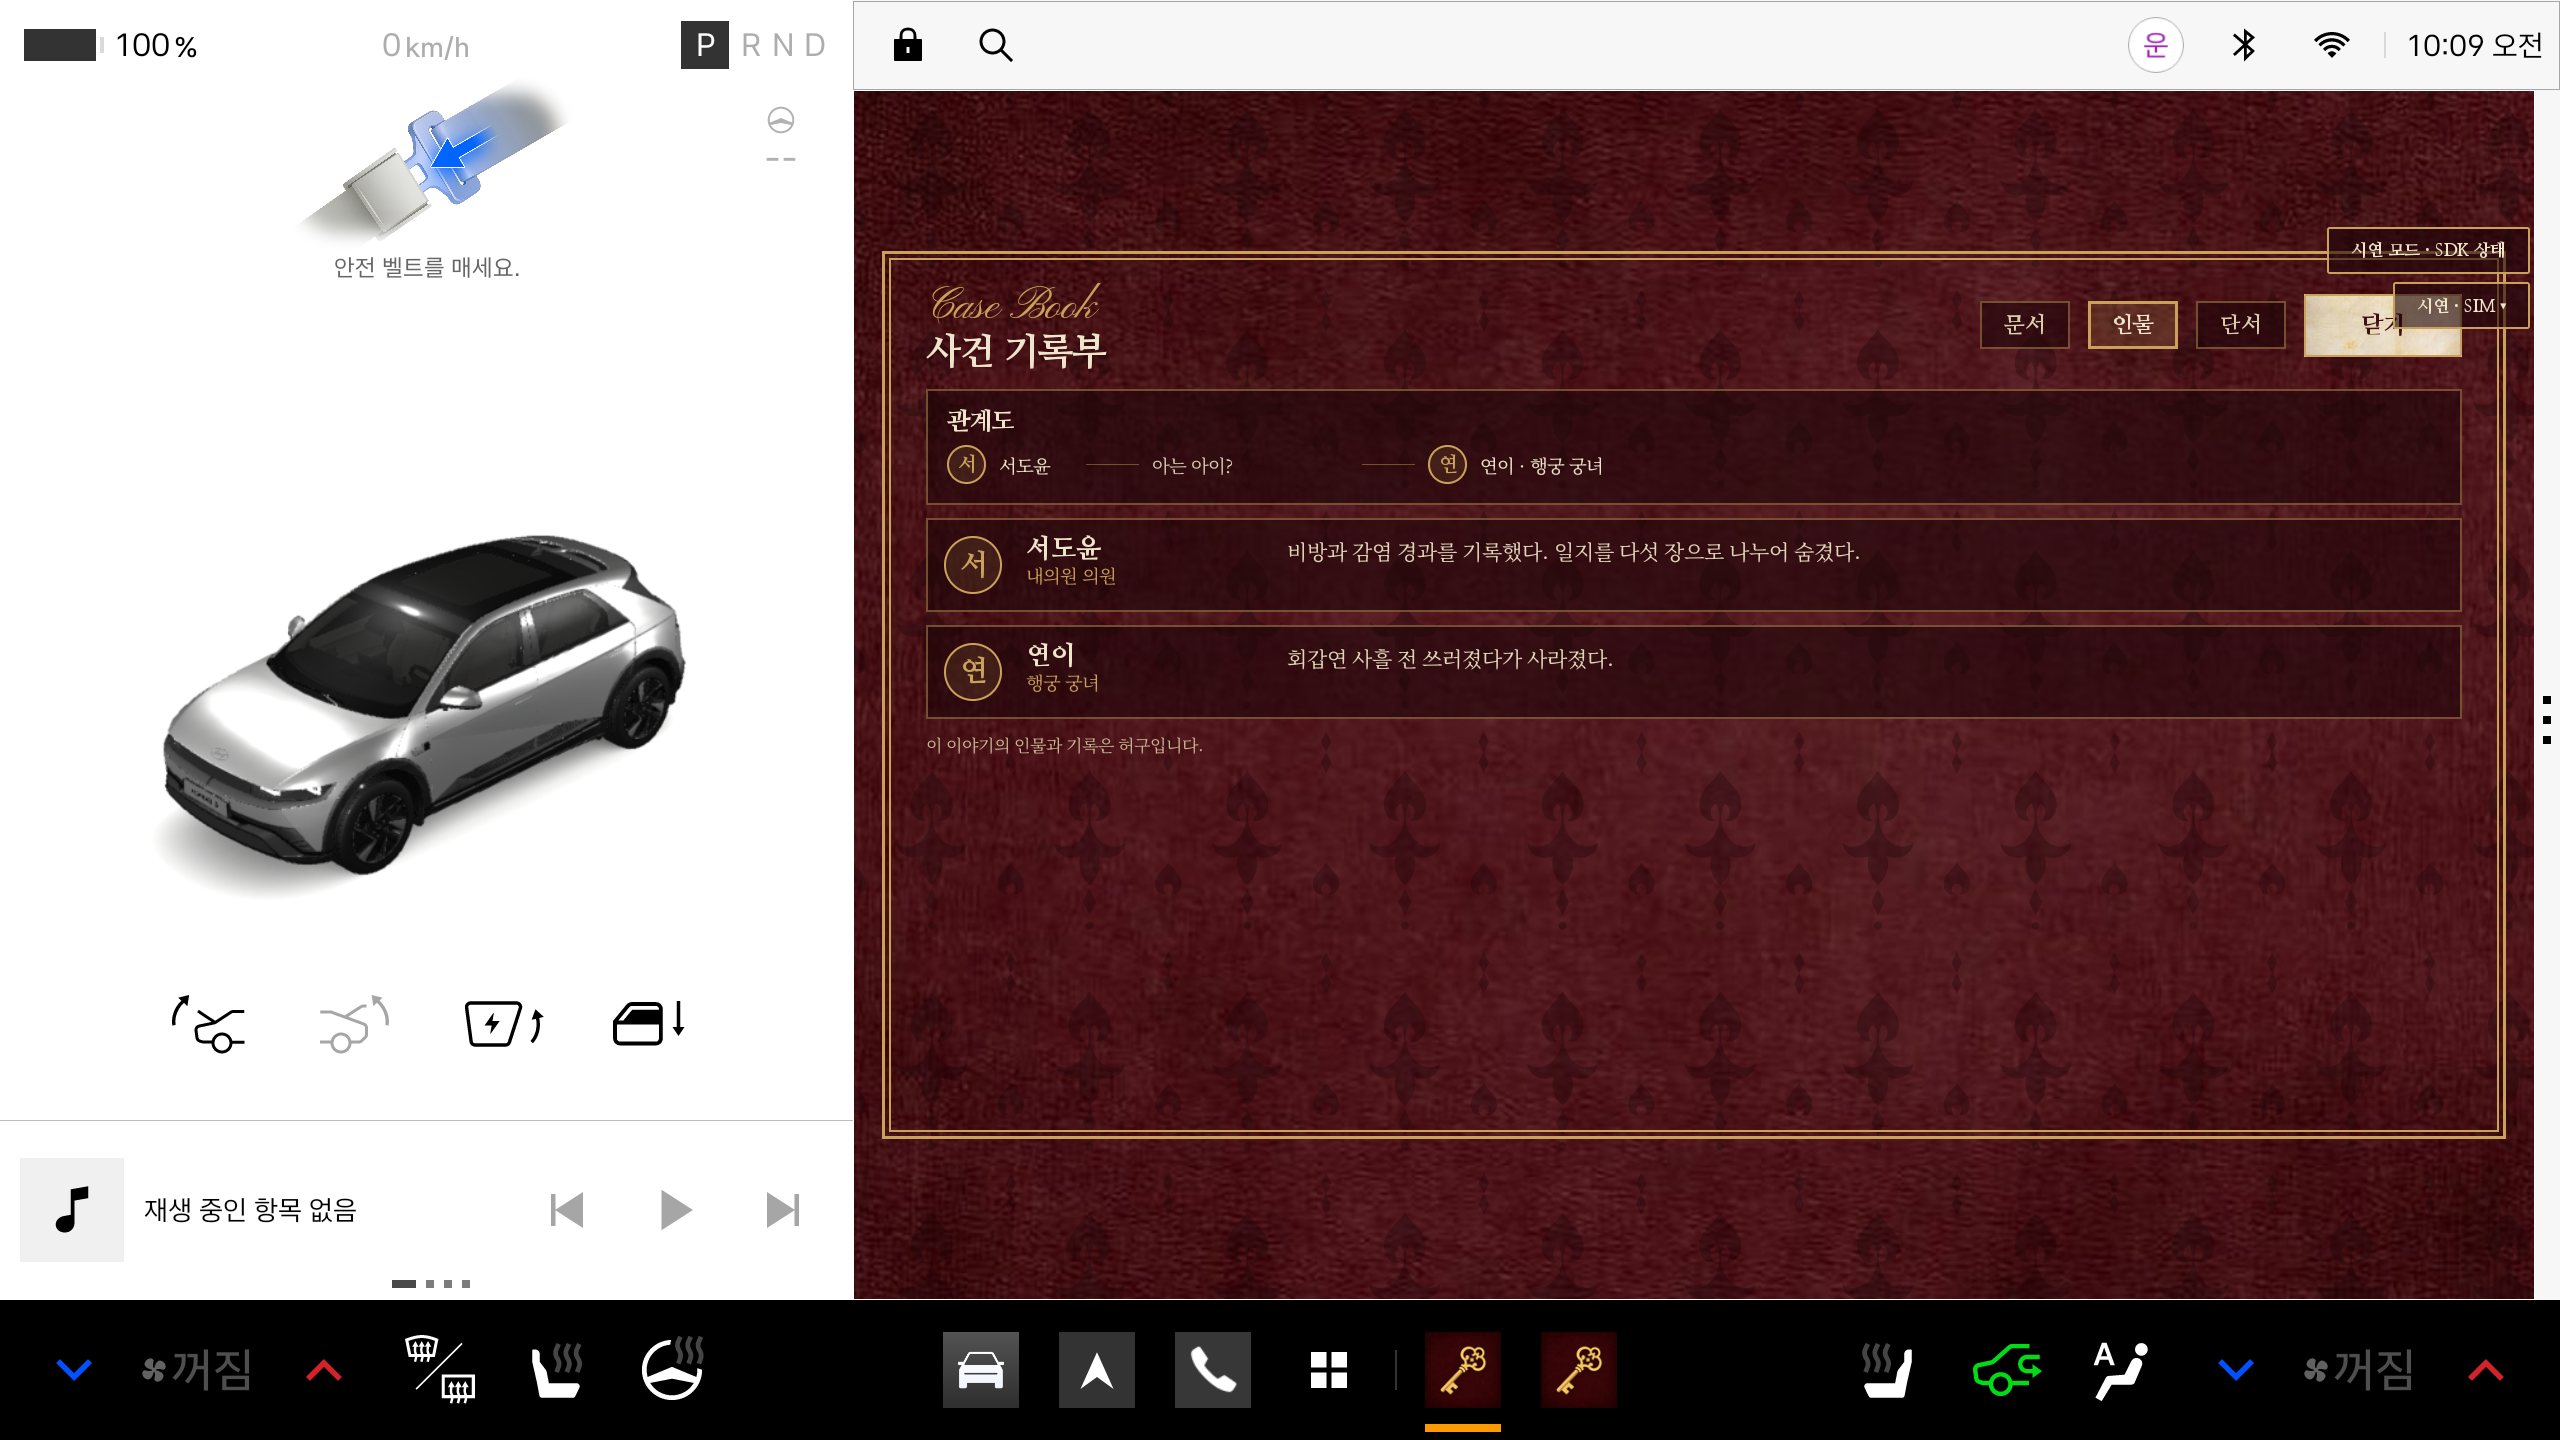 100 %
0 km/h
P R N D
운
10:09 오전
안전 벨트를 매세요.
시연 모드 · SDK 상태
시연 · SIM ▾
Case Book
사건 기록부
문서
인물
단서
닫기
관계도
서 서도윤 아는 아이? 연 연이 · 행궁 궁녀
서 서도윤
내의원 의원
비방과 감염 경과를 기록했다. 일지를 다섯 장으로 나누어 숨겼다.
연 연이
행궁 궁녀
회갑연 사흘 전 쓰러졌다가 사라졌다.
이 이야기의 인물과 기록은 허구입니다.
재생 중인 항목 없음
꺼짐
A
꺼짐